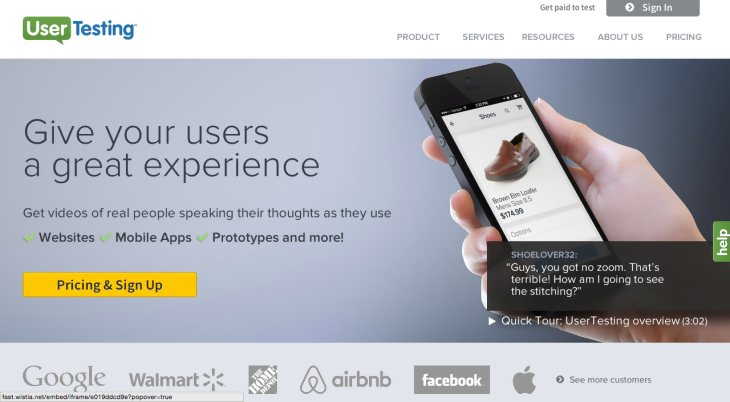 Get paid to test
Sign In
UserTesting
PRODUCT SERVICES RESOURCES ABOUT US PRICING
Give your users
a great experience
Get videos of real people speaking their thoughts as they use
Websites Mobile Apps Prototypes and more!
Pricing & Sign Up
Shoes
Brown Elm Loafer
Mens Size 8.5
$174.99
Options
help
SHOELOVER32:
“Guys, you got no zoom. That’s
terrible! How am I going to see
the stitching?”
Quick Tour: UserTesting overview (3:02)
Google Walmart THE HOME DEPOT airbnb facebook See more customers
fast.wistia.net/embed/iframe/e019ddcd9e?popover=true